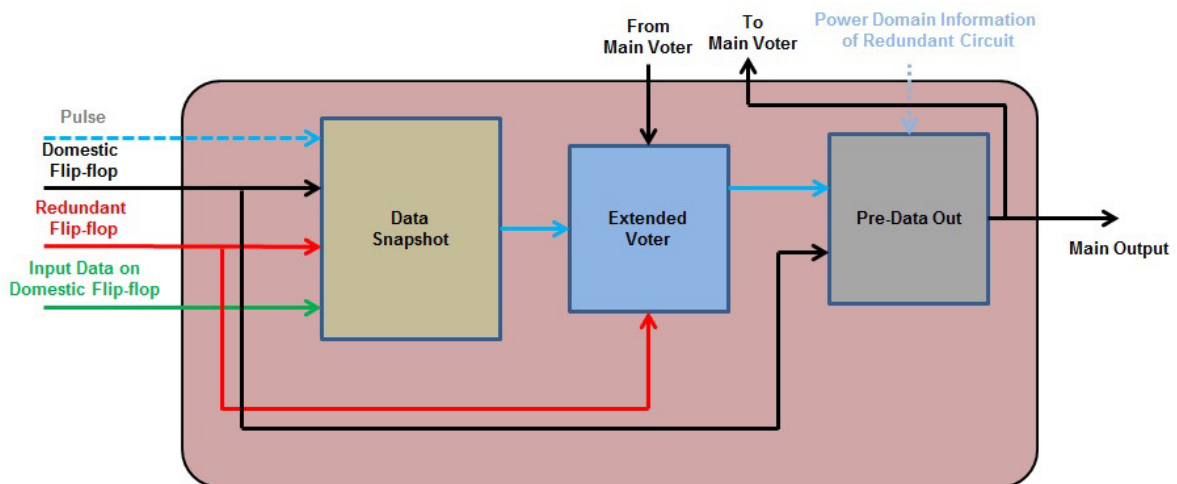 From
Main Voter
To
Main Voter
Power Domain Information
of Redundant Circuit
Pulse
Domestic
Flip-flop
Redundant
Flip-flop
Input Data on
Domestic Flip-flop
Data
Snapshot
Extended
Voter
Pre-Data Out
Main Output